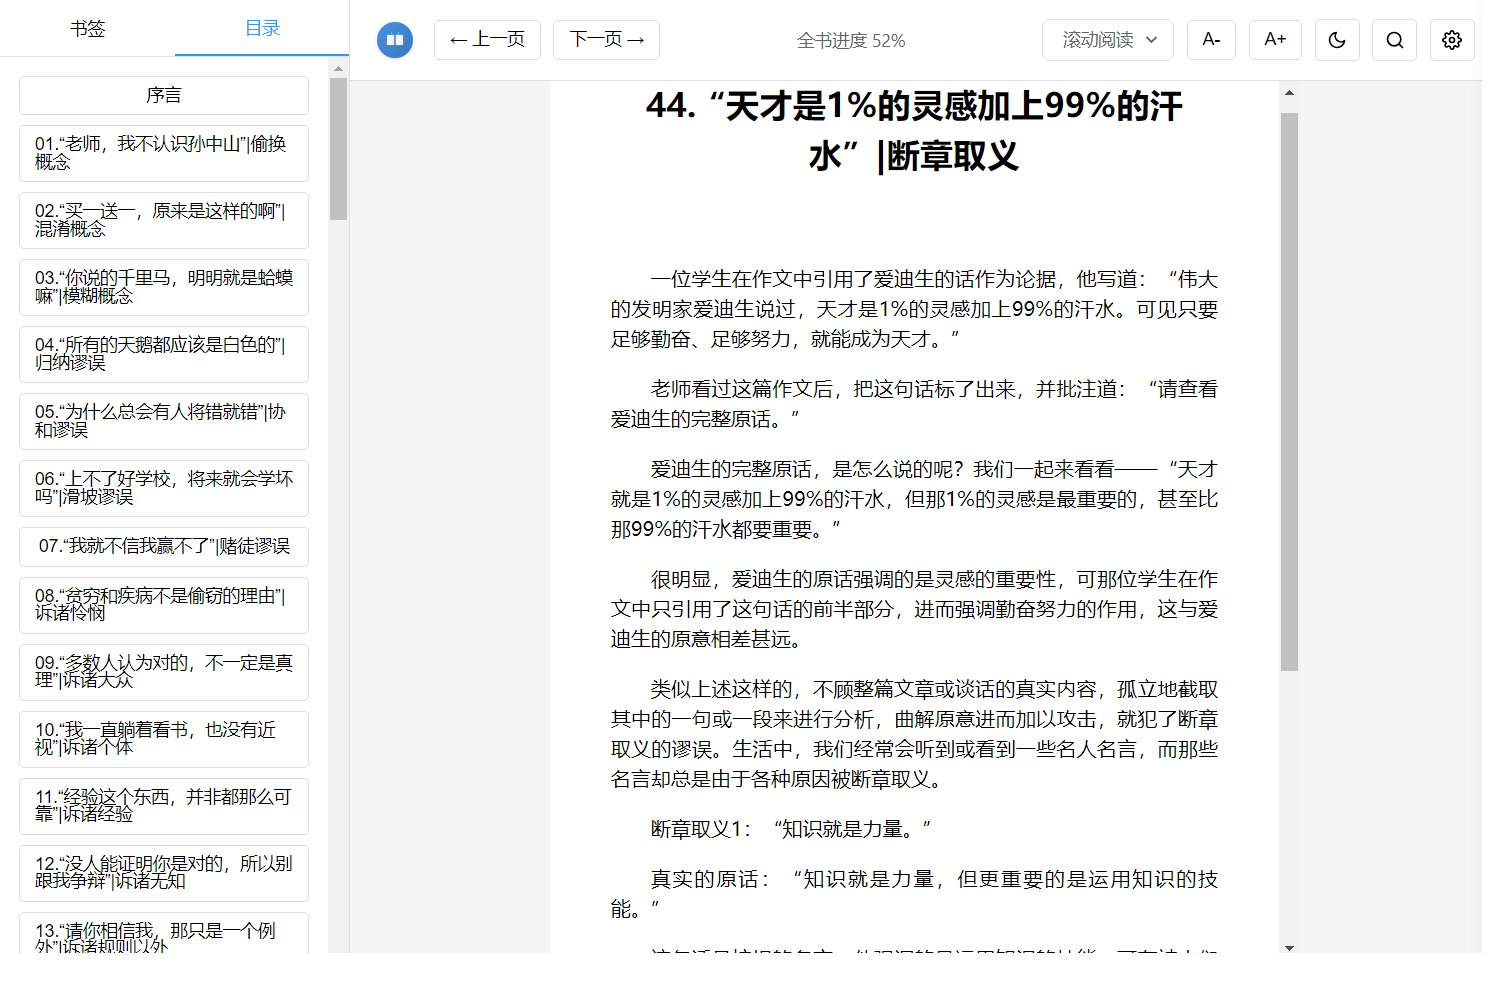 书签
目录
序言
01.“老师，我不认识孙中山”|偷换
概念
02.“买一送一，原来是这样的啊”|
混淆概念
03.“你说的千里马，明明就是蛤蟆
嘛”|模糊概念
04.“所有的天鹅都应该是白色的”|
归纳谬误
05.“为什么总会有人将错就错”|协
和谬误
06.“上不了好学校，将来就会学坏
吗”|滑坡谬误
07.“我就不信我赢不了”|赌徒谬误
08.“贫穷和疾病不是偷窃的理由”|
诉诸怜悯
09.“多数人认为对的，不一定是真
理”|诉诸大众
10.“我一直躺着看书，也没有近
视”|诉诸个体
11.“经验这个东西，并非都那么可
靠”|诉诸经验
12.“没人能证明你是对的，所以别
跟我争辩”|诉诸无知
13.“请你相信我，那只是一个例
外”|诉诸规则以外
← 上一页
下一页 →
全书进度 52%
滚动阅读
A-
A+
44.“天才是1%的灵感加上99%的汗
水”|断章取义
一位学生在作文中引用了爱迪生的话作为论据，他写道：“伟大
的发明家爱迪生说过，天才是1%的灵感加上99%的汗水。可见只要
足够勤奋、足够努力，就能成为天才。”
老师看过这篇作文后，把这句话标了出来，并批注道：“请查看
爱迪生的完整原话。”
爱迪生的完整原话，是怎么说的呢？我们一起来看看——“天才
就是1%的灵感加上99%的汗水，但那1%的灵感是最重要的，甚至比
那99%的汗水都要重要。”
很明显，爱迪生的原话强调的是灵感的重要性，可那位学生在作
文中只引用了这句话的前半部分，进而强调勤奋努力的作用，这与爱
迪生的原意相差甚远。
类似上述这样的，不顾整篇文章或谈话的真实内容，孤立地截取
其中的一句或一段来进行分析，曲解原意进而加以攻击，就犯了断章
取义的谬误。生活中，我们经常会听到或看到一些名人名言，而那些
名言却总是由于各种原因被断章取义。
断章取义1：“知识就是力量。”
真实的原话：“知识就是力量，但更重要的是运用知识的技
能。”